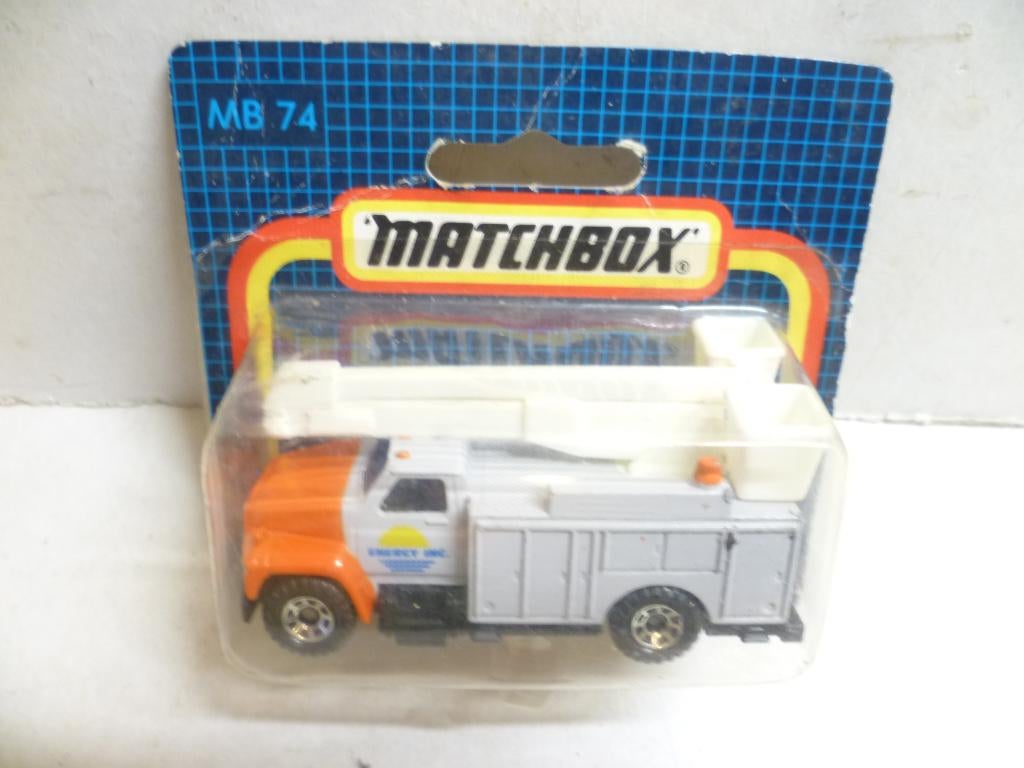 MB 74
'MATCHBOX'®
ENERGY INC.